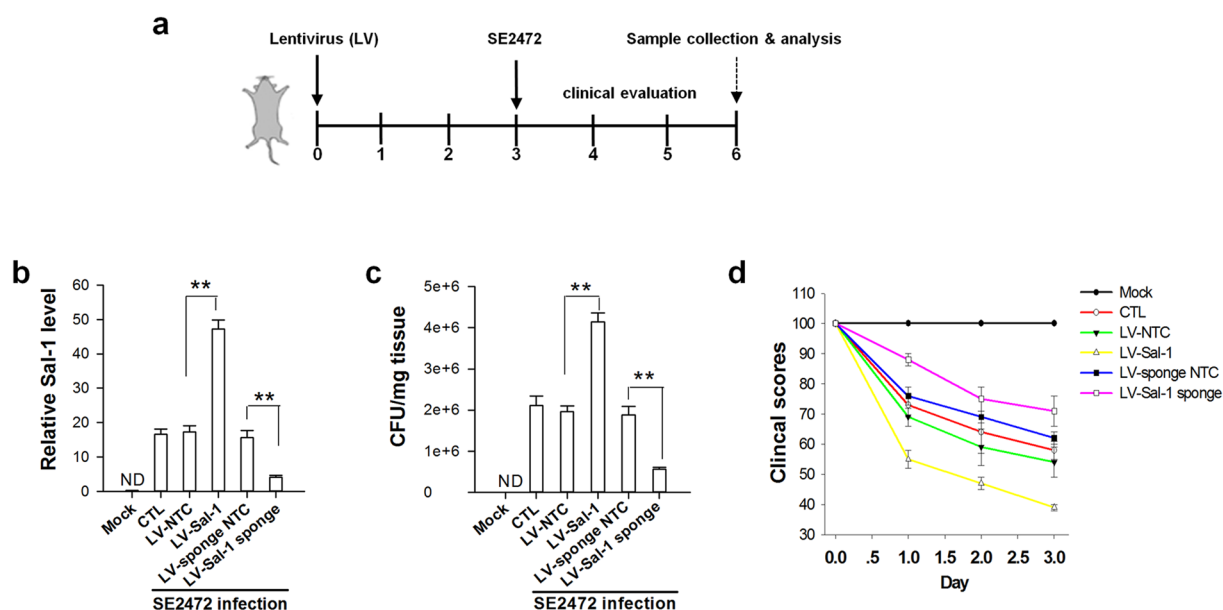 a
Lentivirus (LV)
SE2472
Sample collection & analysis
clinical evaluation
0 1 2 3 4 5 6
b
Relative Sal-1 level
60
50
40
30
20
10
0
ND
**
**
Mock
CTL
LV-NTC
LV-Sal-1
LV-sponge NTC
LV-Sal-1 sponge
SE2472 infection
c
CFU/mg tissue
5e+6
4e+6
3e+6
2e+6
1e+6
0
ND
**
**
Mock
CTL
LV-NTC
LV-Sal-1
LV-sponge NTC
LV-Sal-1 sponge
SE2472 infection
d
Clincal scores
110
100
90
80
70
60
50
40
30
0.0 .5 1.0 1.5 2.0 2.5 3.0
Day
Mock
CTL
LV-NTC
LV-Sal-1
LV-sponge NTC
LV-Sal-1 sponge